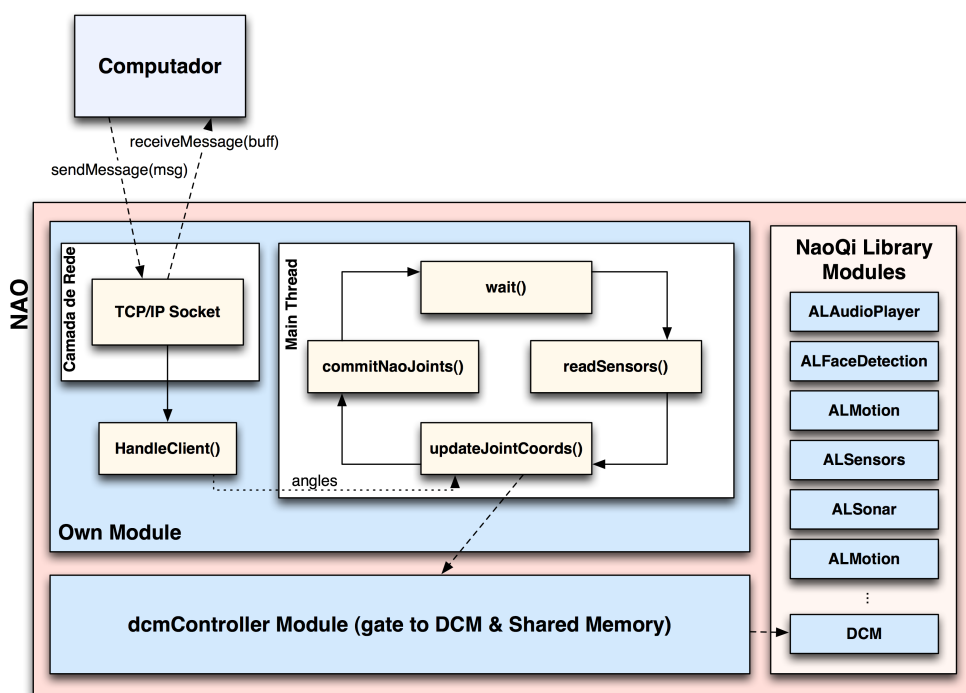 Computador
receiveMessage(buff)
sendMessage(msg)
NAO
Camada de Rede
TCP/IP Socket
HandleClient()
Own Module
Main Thread
wait()
readSensors()
updateJointCoords()
commitNaoJoints()
angles
dcmController Module (gate to DCM & Shared Memory)
NaoQi Library
Modules
ALAudioPlayer
ALFaceDetection
ALMotion
ALSensors
ALSonar
ALMotion
...
DCM